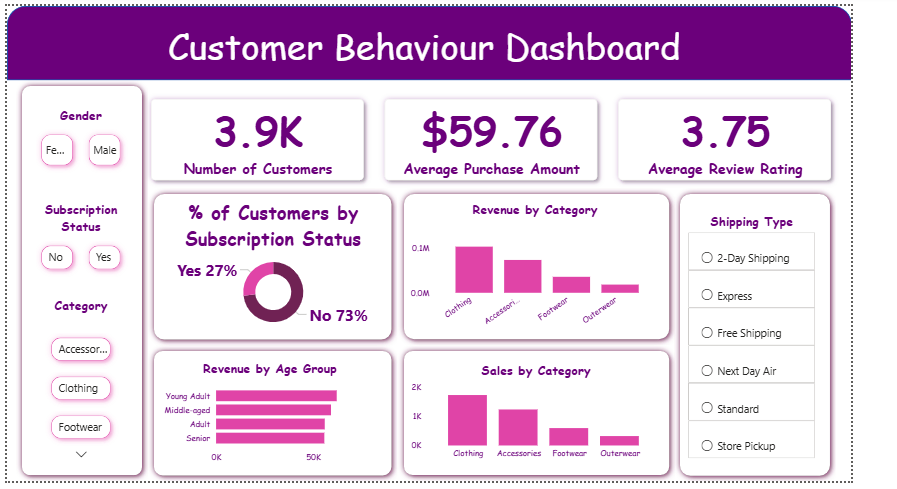 Customer Behaviour Dashboard
Gender
Fe...
Male
Subscription
Status
No
Yes
Category
Accessor...
Clothing
Footwear
3.9K
Number of Customers
$59.76
Average Purchase Amount
3.75
Average Review Rating
% of Customers by
Subscription Status
Yes 27%
No 73%
Revenue by Category
0.1M
0.0M
Clothing
Accessori...
Footwear
Outerwear
Revenue by Age Group
Young Adult
Middle-aged
Adult
Senior
0K
50K
Sales by Category
2K
1K
0K
Clothing
Accessories
Footwear
Outerwear
Shipping Type
2-Day Shipping
Express
Free Shipping
Next Day Air
Standard
Store Pickup